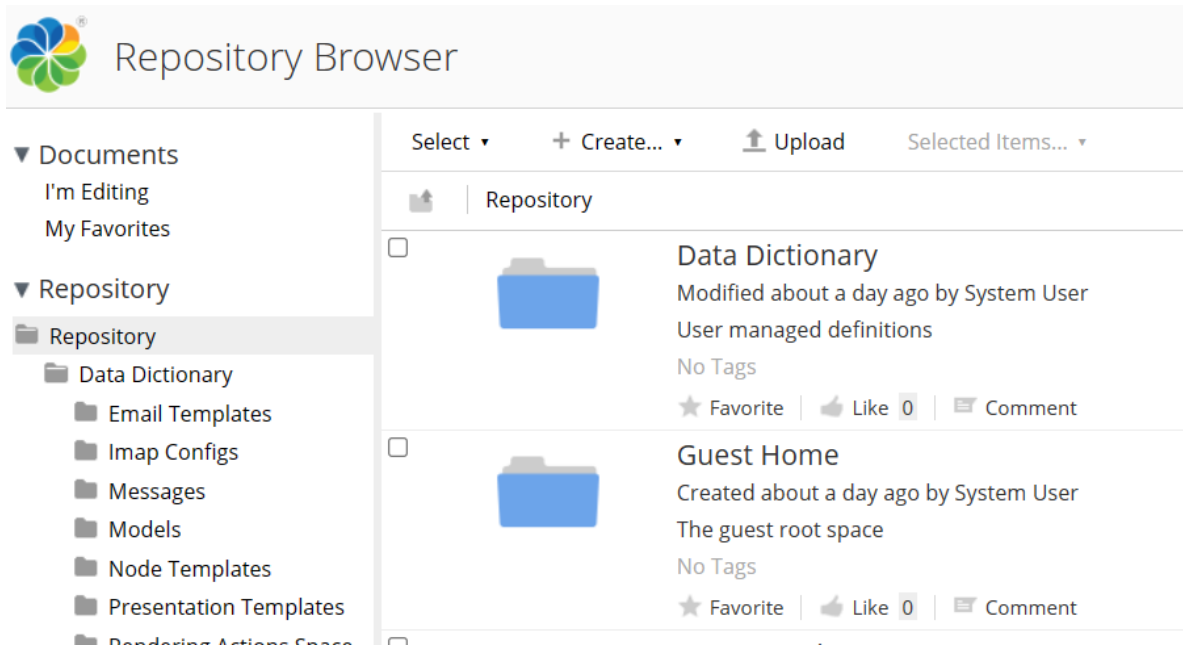 Repository Browser
Documents
I'm Editing
My Favorites
Repository
Repository
Data Dictionary
Email Templates
Imap Configs
Messages
Models
Node Templates
Presentation Templates
Rendering Actions Space
Select ▾ + Create... ▾ Upload Selected Items... ▾
Repository
Data Dictionary
Modified about a day ago by System User
User managed definitions
No Tags
Favorite Like 0 Comment
Guest Home
Created about a day ago by System User
The guest root space
No Tags
Favorite Like 0 Comment